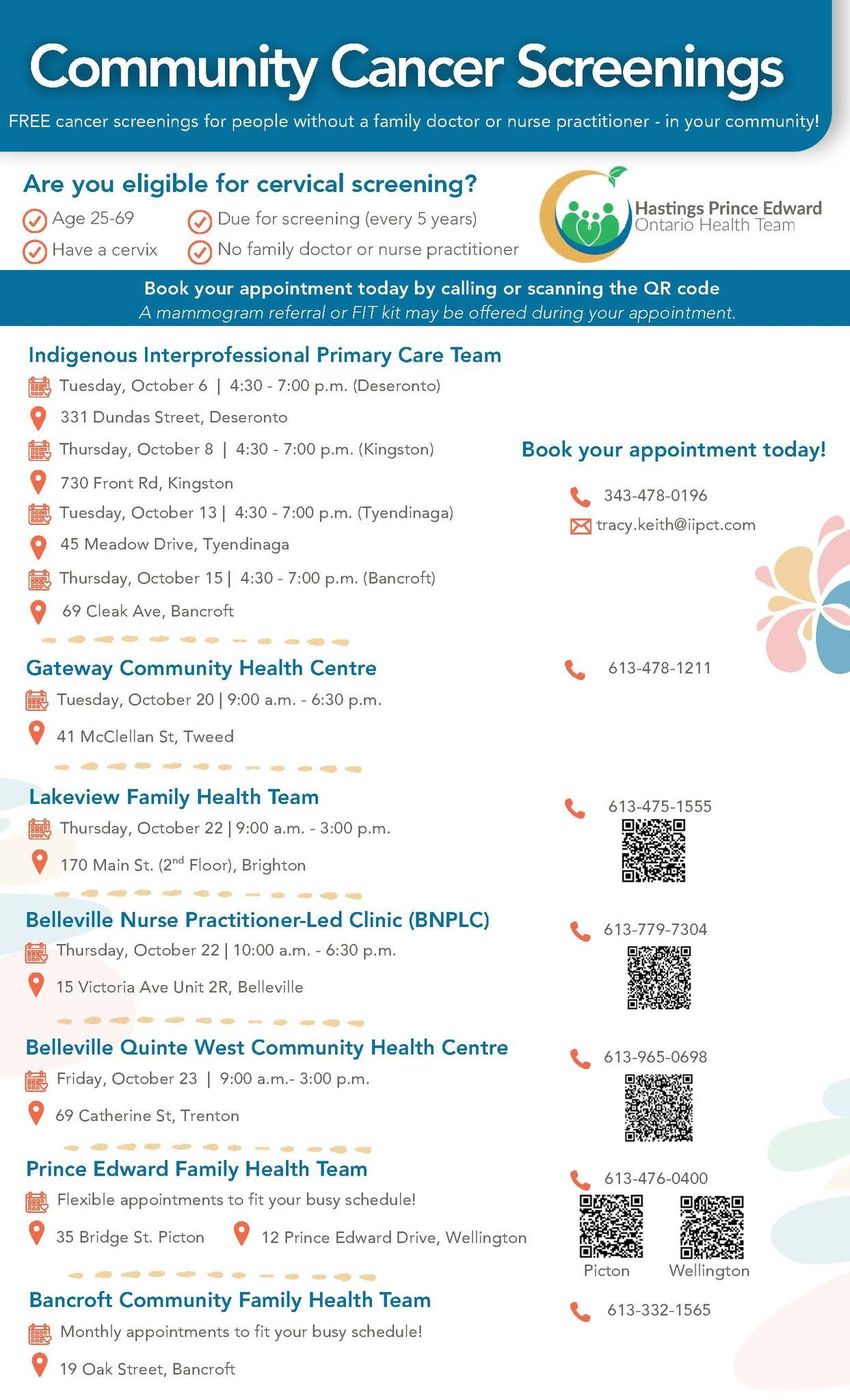 Community Cancer Screenings
FREE cancer screenings for people without a family doctor or nurse practitioner - in your community!
Are you eligible for cervical screening?
Age 25-69
Due for screening (every 5 years)
Have a cervix
No family doctor or nurse practitioner
Hastings Prince Edward
Ontario Health Team
Book your appointment today by calling or scanning the QR code
A mammogram referral or FIT kit may be offered during your appointment.
Indigenous Interprofessional Primary Care Team
Tuesday, October 6 | 4:30 - 7:00 p.m. (Deseronto)
331 Dundas Street, Deseronto
Thursday, October 8 | 4:30 - 7:00 p.m. (Kingston)
730 Front Rd, Kingston
Tuesday, October 13 | 4:30 - 7:00 p.m. (Tyendinaga)
45 Meadow Drive, Tyendinaga
Thursday, October 15 | 4:30 - 7:00 p.m. (Bancroft)
69 Cleak Ave, Bancroft
Book your appointment today!
343-478-0196
tracy.keith@iipct.com
Gateway Community Health Centre
613-478-1211
Tuesday, October 20 | 9:00 a.m. - 6:30 p.m.
41 McClellan St, Tweed
Lakeview Family Health Team
613-475-1555
Thursday, October 22 | 9:00 a.m. - 3:00 p.m.
170 Main St. (2nd Floor), Brighton
Belleville Nurse Practitioner-Led Clinic (BNPLC)
613-779-7304
Thursday, October 22 | 10:00 a.m. - 6:30 p.m.
15 Victoria Ave Unit 2R, Belleville
Belleville Quinte West Community Health Centre
613-965-0698
Friday, October 23 | 9:00 a.m.- 3:00 p.m.
69 Catherine St, Trenton
Prince Edward Family Health Team
613-476-0400
Flexible appointments to fit your busy schedule!
35 Bridge St. Picton
12 Prince Edward Drive, Wellington
Picton
Wellington
Bancroft Community Family Health Team
613-332-1565
Monthly appointments to fit your busy schedule!
19 Oak Street, Bancroft